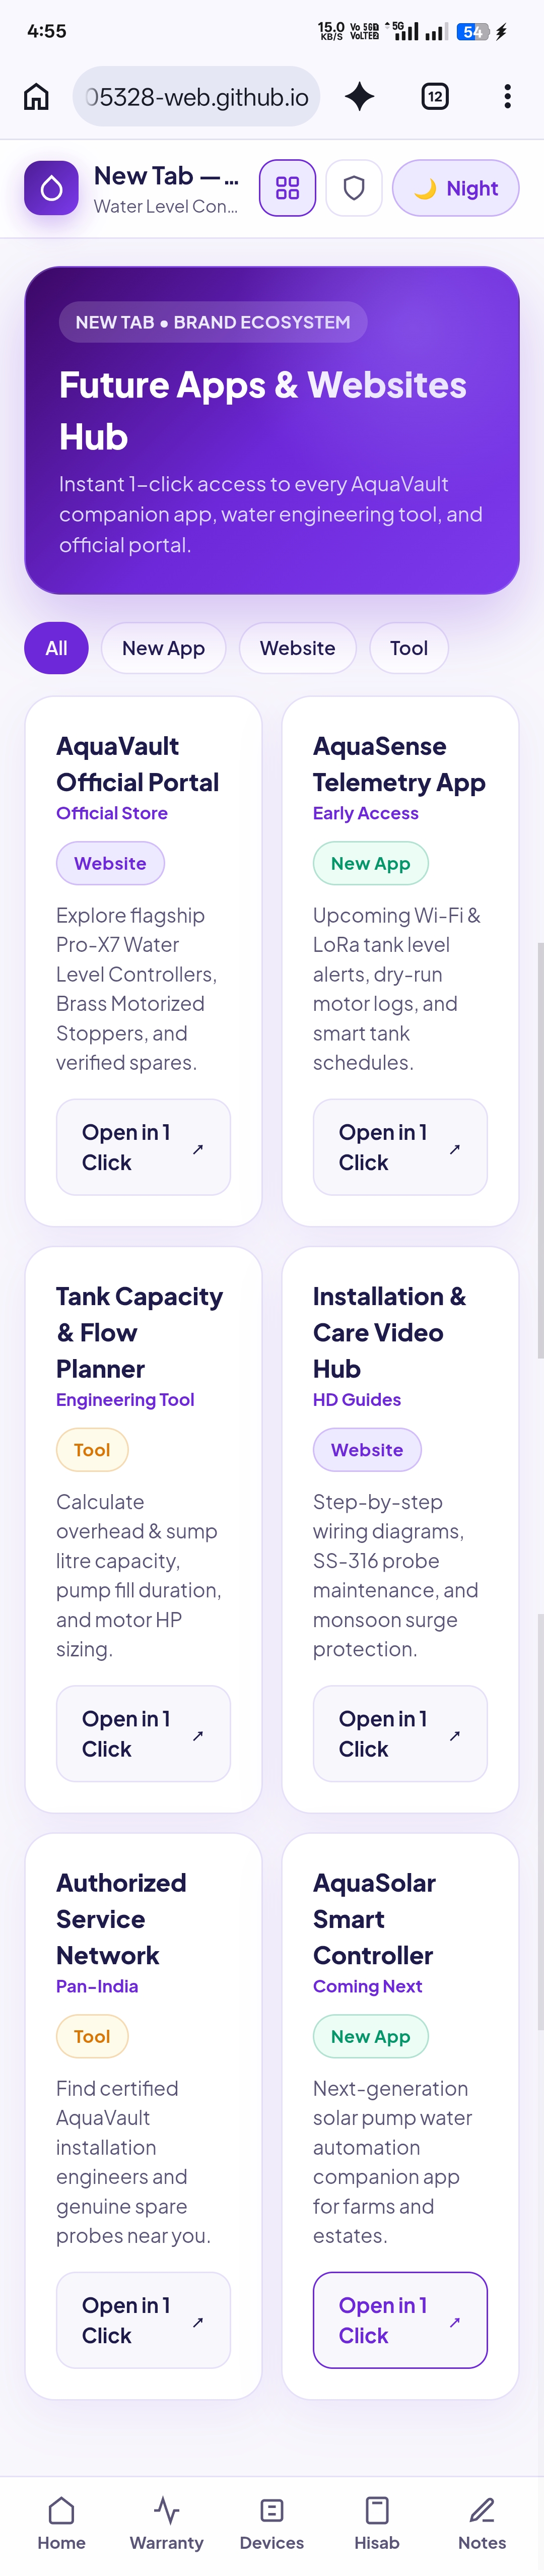 4:55
15.0 KB/S Vo 5G VoLTE 5G 54
05328-web.github.io
12
New Tab — ...
Water Level Con...
🌙 Night
NEW TAB • BRAND ECOSYSTEM
Future Apps & Websites
Hub
Instant 1-click access to every AquaVault
companion app, water engineering tool, and
official portal.
All
New App
Website
Tool
AquaVault
Official Portal
Official Store
Website
Explore flagship
Pro-X7 Water
Level Controllers,
Brass Motorized
Stoppers, and
verified spares.
Open in 1
Click
↗
AquaSense
Telemetry App
Early Access
New App
Upcoming Wi-Fi &
LoRa tank level
alerts, dry-run
motor logs, and
smart tank
schedules.
Open in 1
Click
↗
Tank Capacity
& Flow
Planner
Engineering Tool
Tool
Calculate
overhead & sump
litre capacity,
pump fill duration,
and motor HP
sizing.
Open in 1
Click
↗
Installation &
Care Video
Hub
HD Guides
Website
Step-by-step
wiring diagrams,
SS-316 probe
maintenance, and
monsoon surge
protection.
Open in 1
Click
↗
Authorized
Service
Network
Pan-India
Tool
Find certified
AquaVault
installation
engineers and
genuine spare
probes near you.
Open in 1
Click
↗
AquaSolar
Smart
Controller
Coming Next
New App
Next-generation
solar pump water
automation
companion app
for farms and
estates.
Open in 1
Click
↗
Home
Warranty
Devices
Hisab
Notes